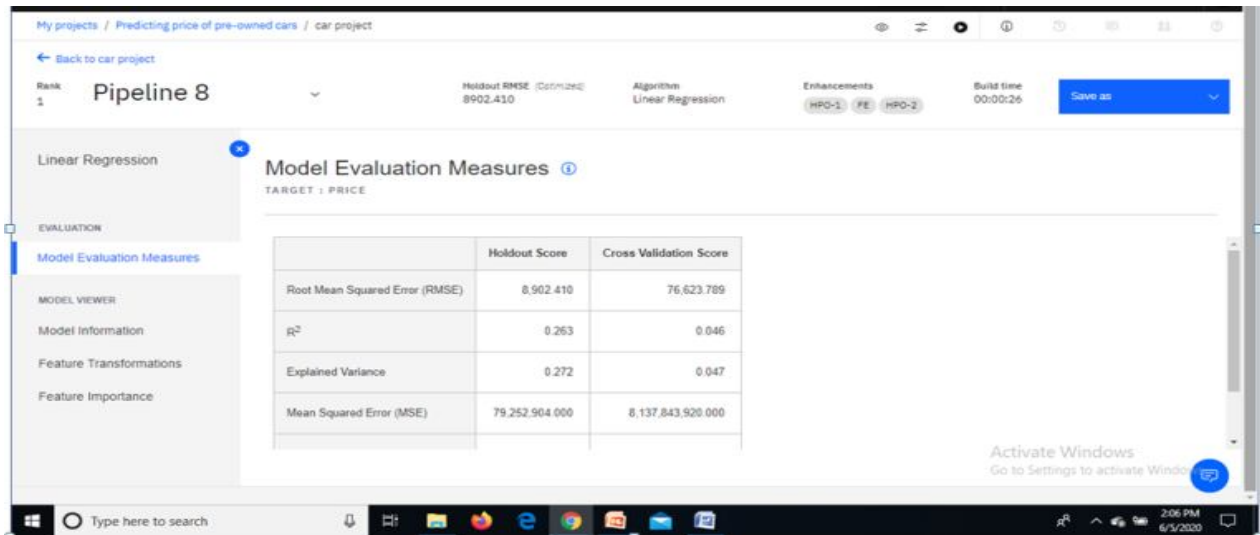 My projects / Predicting price of pre-owned cars / car project
← Back to car project
Rank
1
Pipeline 8
Holdout RMSE (Optimized)
8902.410
Algorithm
Linear Regression
Enhancements
HPO-1 FE HPO-2
Build time
00:00:26
Save as
Linear Regression
EVALUATION
Model Evaluation Measures
MODEL VIEWER
Model Information
Feature Transformations
Feature Importance
Model Evaluation Measures
TARGET : PRICE
Holdout Score Cross Validation Score
Root Mean Squared Error (RMSE) 8,902.410 76,623.789
R² 0.263 0.046
Explained Variance 0.272 0.047
Mean Squared Error (MSE) 79,252,904.000 8,137,843,920.000
Activate Windows
Go to Settings to activate Windo
Type here to search
2:06 PM
6/5/2020